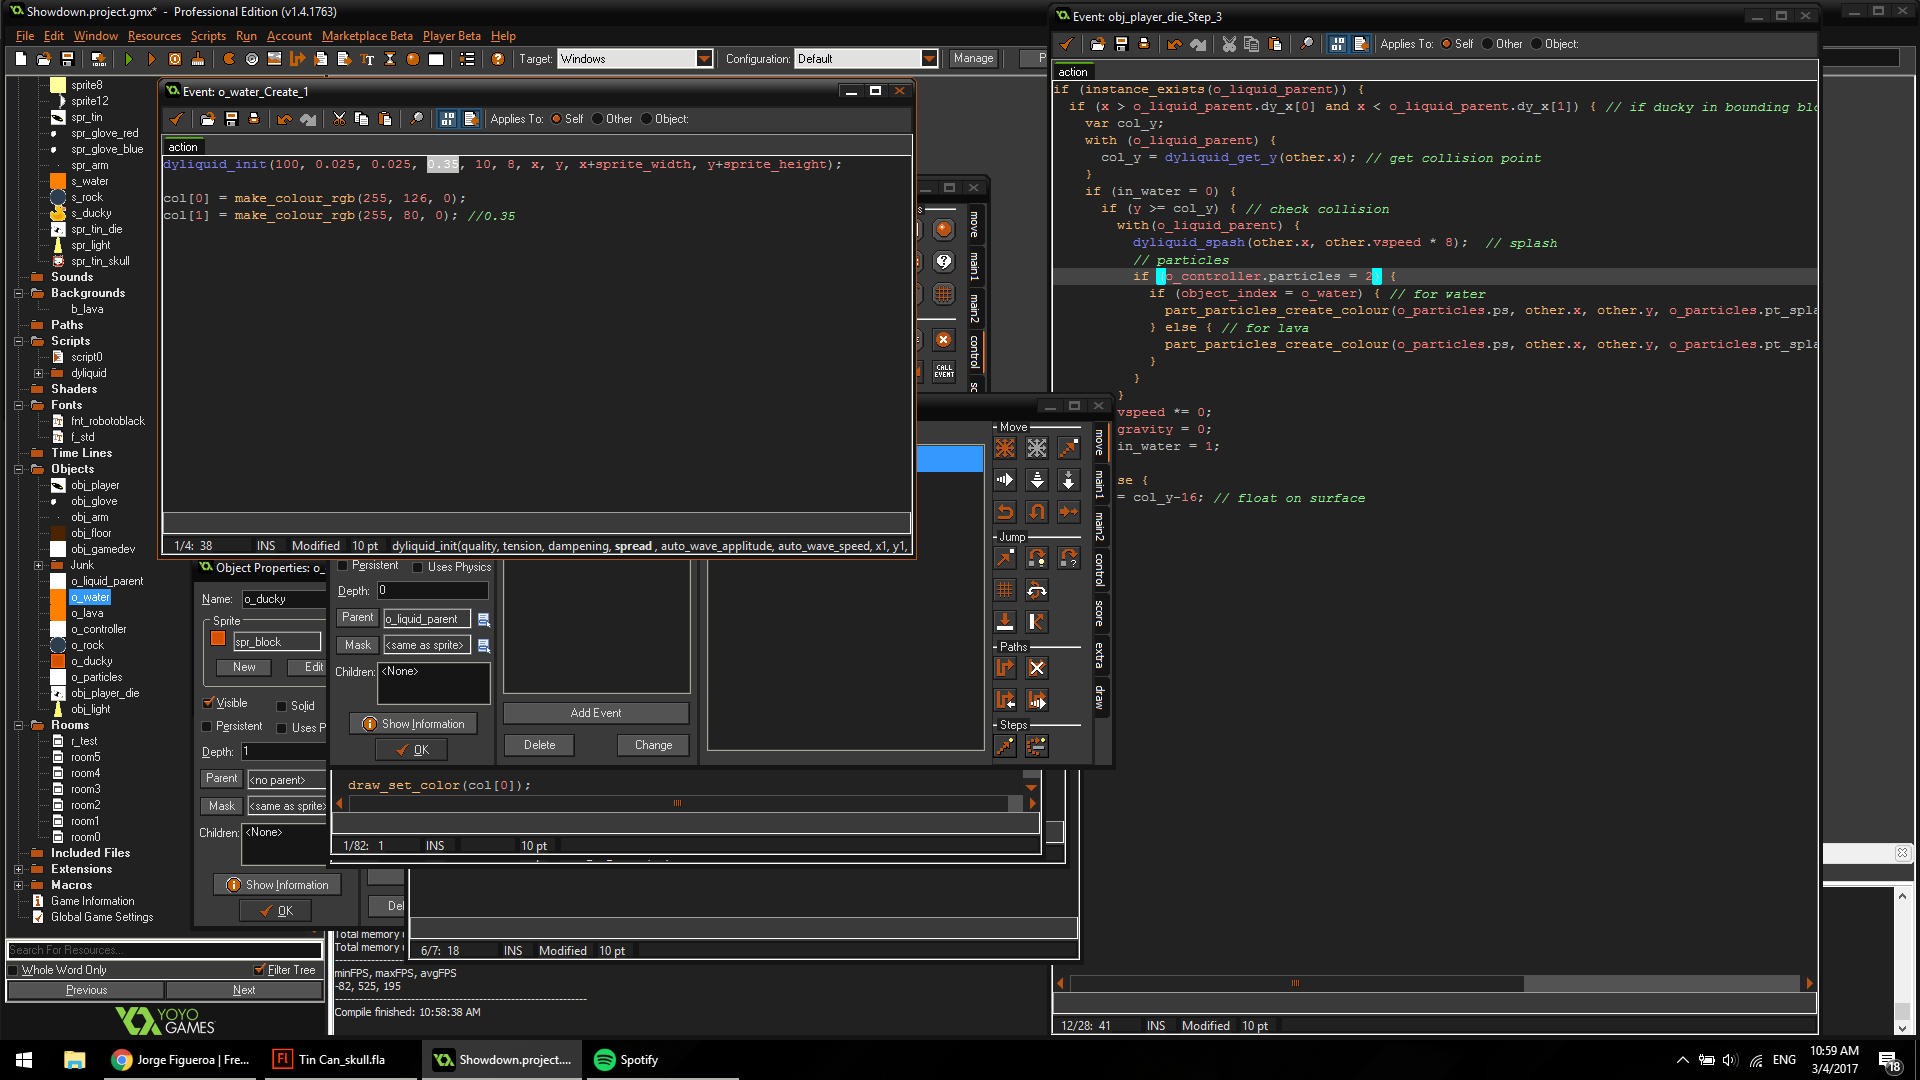 Showdown.project.gmx* - Professional Edition (v1.4.1763)
File Edit Window Resources Scripts Run Account Marketplace Beta Player Beta Help
Target: Windows Configuration: Default Manage
sprite8
sprite12
spr_tin
spr_glove_red
spr_glove_blue
spr_arm
s_water
s_rock
s_ducky
spr_tin_die
spr_light
spr_tin_skull
Sounds
Backgrounds
b_lava
Paths
Scripts
script0
dyliquid
Shaders
Fonts
fnt_robotoblack
f_std
Time Lines
Objects
obj_player
obj_glove
obj_arm
obj_floor
obj_gamedev
Junk
o_liquid_parent
o_water
o_lava
o_controller
o_rock
o_ducky
o_particles
obj_player_die
obj_light
Rooms
r_test
room5
room4
room3
room2
room1
room0
Included Files
Extensions
Macros
Game Information
Global Game Settings
Search For Resources...
Whole Word Only Filter Tree
Previous Next
YOYO
GAMES
Event: o_water_Create_1
Applies To: Self Other Object:
action
dyliquid_init(100, 0.025, 0.025, 0.35, 10, 8, x, y, x+sprite_width, y+sprite_height);
col[0] = make_colour_rgb(255, 126, 0);
col[1] = make_colour_rgb(255, 80, 0); //0.35
1/4: 38 INS Modified 10 pt dyliquid_init(quality, tension, dampening, spread , auto_wave_applitude, auto_wave_speed, x1, y1,
move
main1
main2
control
CALL
EVENT
Object Properties: o_
Name: o_ducky
Sprite
spr_block
New Edit
Visible Solid
Persistent Uses P
Depth: 1
Parent <no parent>
Mask <same as sprite>
Children: <None>
Show Information
OK
Persistent Uses Physics
Depth: 0
Parent o_liquid_parent
Mask <same as sprite>
Children: <None>
Show Information
OK
Add Event
Delete Change
Move
Jump
Paths
Steps
move
main1
main2
control
score
extra
draw
draw_set_color(col[0]);
1/82: 1 INS 10 pt
6/7: 18 INS Modified 10 pt
Total memory
Total memory
minFPS, maxFPS, avgFPS
-82, 525, 195
Compile finished: 10:58:38 AM
Event: obj_player_die_Step_3
Applies To: Self Other Object:
action
if (instance_exists(o_liquid_parent)) {
if (x > o_liquid_parent.dy_x[0] and x < o_liquid_parent.dy_x[1]) { // if ducky in bounding blo
var col_y;
with (o_liquid_parent) {
col_y = dyliquid_get_y(other.x); // get collision point
}
if (in_water = 0) {
if (y >= col_y) { // check collision
with(o_liquid_parent) {
dyliquid_spash(other.x, other.vspeed * 8); // splash
// particles
if (o_controller.particles = 2) {
if (object_index = o_water) { // for water
part_particles_create_colour(o_particles.ps, other.x, other.y, o_particles.pt_spla
} else { // for lava
part_particles_create_colour(o_particles.ps, other.x, other.y, o_particles.pt_spla
}
}
}
vspeed *= 0;
gravity = 0;
in_water = 1;
se {
= col_y-16; // float on surface
12/28: 41 INS Modified 10 pt
Jorge Figueroa | Fre...
Fl Tin Can_skull.fla
Showdown.project....
Spotify
ENG
10:59 AM
3/4/2017
18